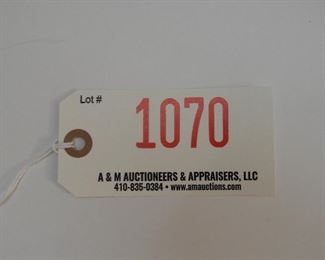 Lot #
1070
A & M AUCTIONEERS & APPRAISERS, LLC
410-835-0384 • www.amauctions.com